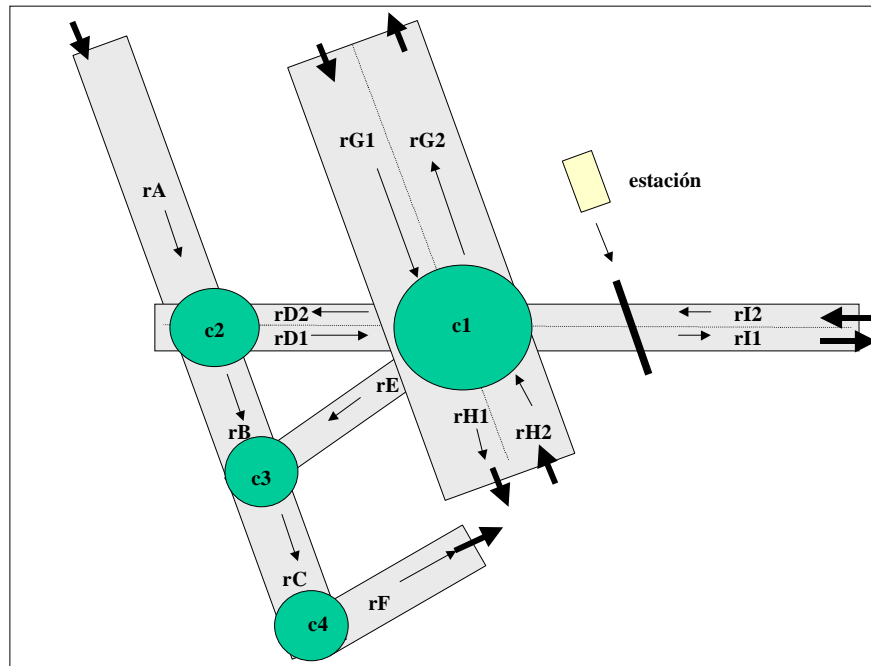 rG1
rG2
estación
rA
rD2
rD1
c2
c1
rI2
rI1
rE
rB
rH1
rH2
c3
rC
rF
c4